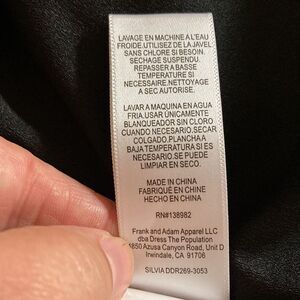 LAVAGE EN MACHINE A L'EAU
FROIDE.UTILISEZ DE LA JAVEL
SANS CHLORE SI BESOIN.
SECHAGE SUSPENDU.
REPASSER A BASSE
TEMPERATURE SI
NECESSAIRE.NETTOYAGE
A SEC AUTORISE.
LAVAR A MAQUINA EN AGUA
FRIA.USAR UNICAMENTE
BLANQUEADOR SIN CLORO
CUANDO NECESARIO.SECAR
COLGADO.PLANCHA A
BAJA TEMPERATURA SI ES
NECESARIO.SE PUEDE
LIMPIAR EN SECO.
MADE IN CHINA
FABRIQUÉ EN CHINE
HECHO EN CHINA
RN#138982
Frank and Adam Apparel LLC
dba Dress The Population
4850 Azusa Canyon Road, Unit D
Irwindale, CA 91706
SILVIA DDR269-3053